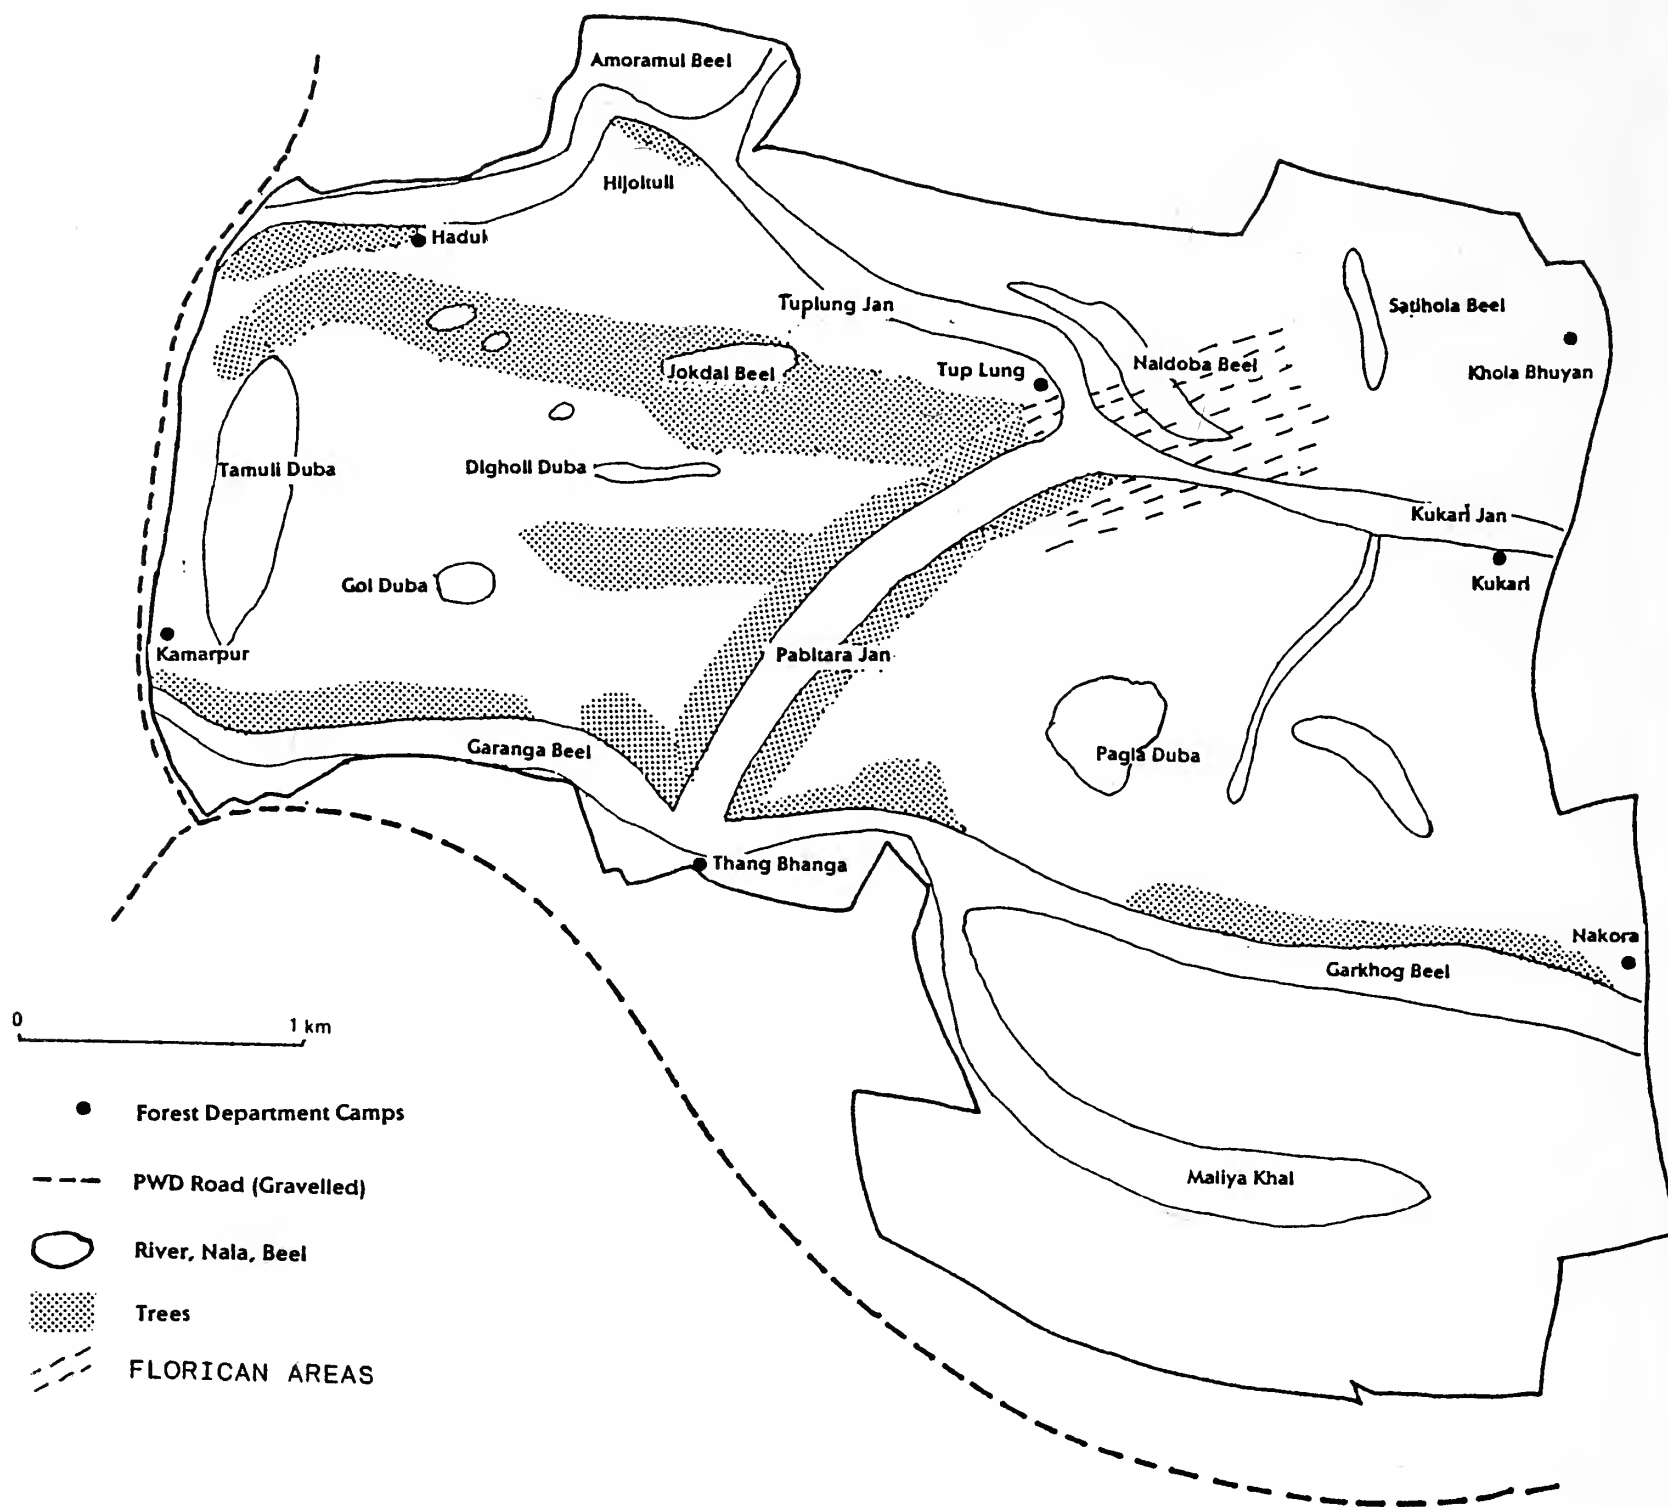 Amoramul Beel
Hijoltuli
Haduk
Tuplung Jan
Satihola Beel
Naldoba Beel
Khola Bhuyan
Jokdal Beel
Tup Lung
Tamuli Duba
Digholi Duba
Kukari Jan
Gol Duba
Kukari
Kamarpur
Pabitara Jan
Garanga Beel
Pagla Duba
Thang Bhanga
Nakora
Garkhog Beel
0 1 km
Forest Department Camps
Maliya Khal
PWD Road (Gravelled)
River, Nala, Beel
Trees
FLORICAN AREAS